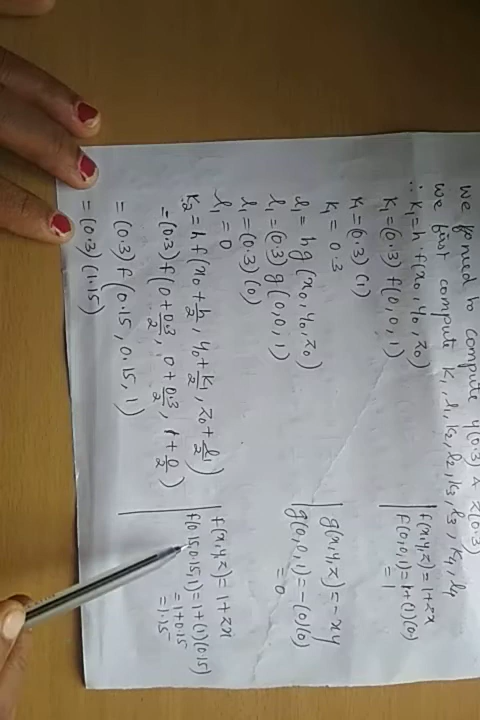 we need to compute y(0.3) & z(0.3)
we first compute k₁, l₁, k₂, l₂, k₃, l₃, k₄, l₄
∴ k₁ = h f(x₀, y₀, z₀)
k₁ = (0.3) f(0, 0, 1)
k₁ = (0.3) (1)
k₁ = 0.3
f(x,y,z) = 1+zx
f(0,0,1) = 1+(1)(0)
= 1
l₁ = hg(x₀, y₀, z₀)
l₁ = (0.3) g(0, 0, 1)
l₁ = (0.3) (0)
l₁ = 0
g(x,y,z) = -xy
g(0,0,1) = -(0)(0)
= 0
k₂ = h f(x₀ + h/2, y₀ + k₁/2, z₀ + l₁/2)
= (0.3) f(0 + 0.3/2, 0 + 0.3/2, 1 + 0/2)
= (0.3) f(0.15, 0.15, 1)
= (0.3) (1.15)
f(x,y,z) = 1+zx
f(0.15,0.15,1) = 1+(1)(0.15)
= 1+0.15
= 1.15